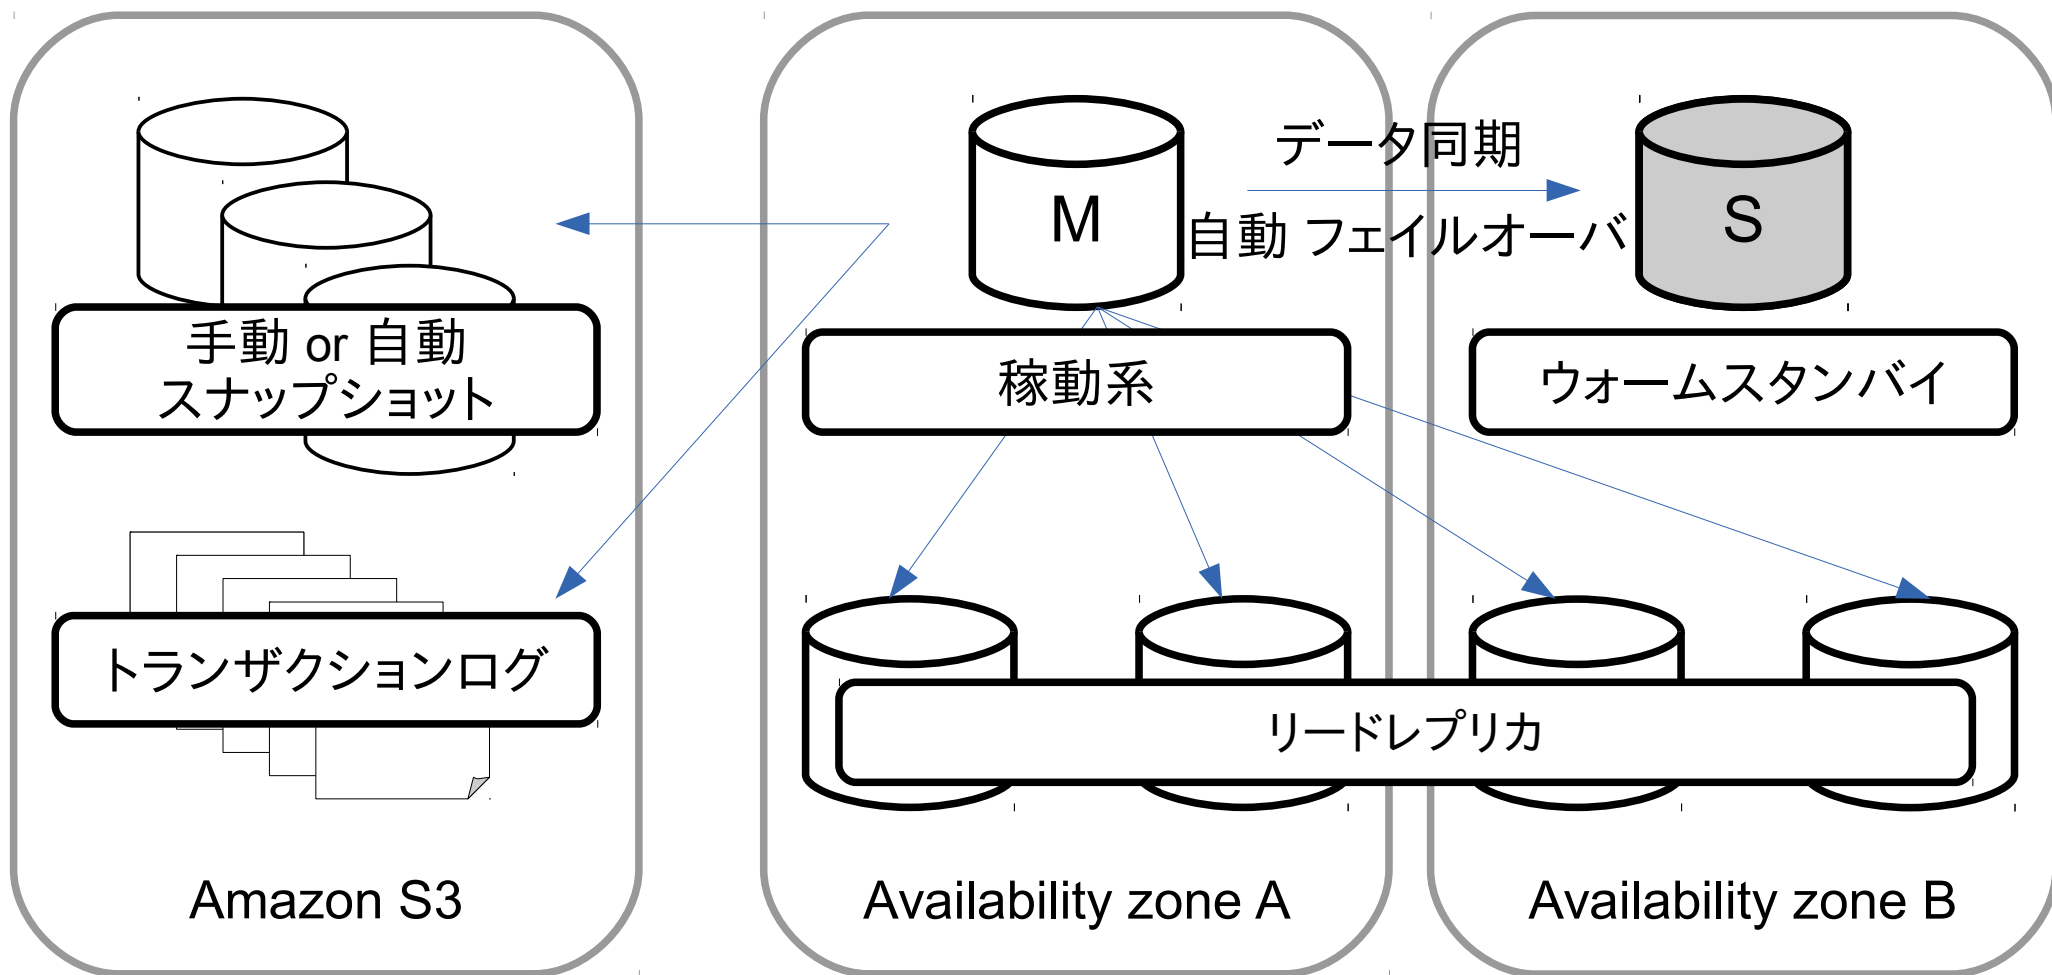 データ同期
M
S
自動 フェイルオーバ
手動 or 自動
スナップショット
稼動系
ウォームスタンバイ
トランザクションログ
リードレプリカ
Amazon S3
Availability zone A
Availability zone B